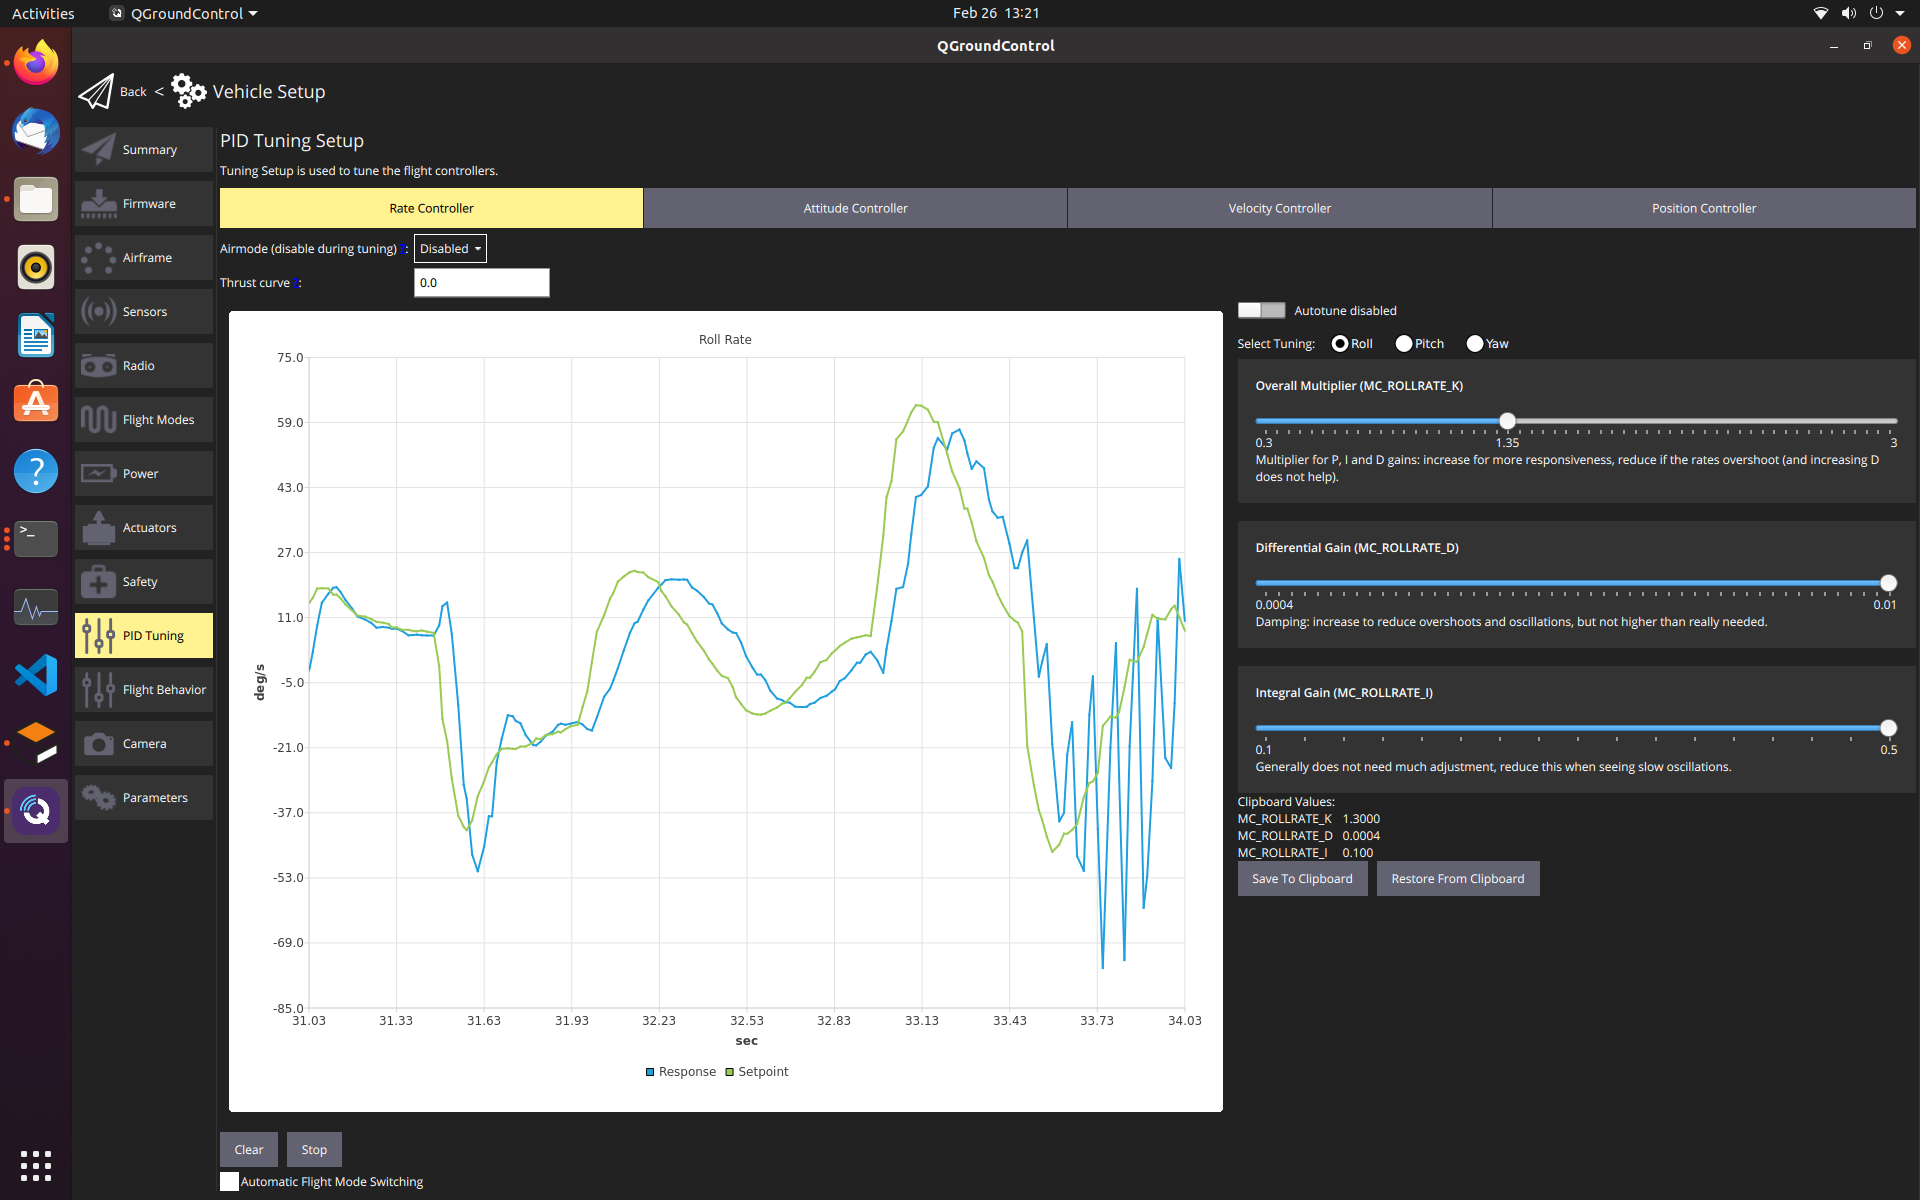 Activities QGroundControl Feb 26 13:21
QGroundControl
Back < Vehicle Setup
Summary
Firmware
Airframe
Sensors
Radio
Flight Modes
Power
Actuators
Safety
PID Tuning
Flight Behavior
Camera
Parameters
PID Tuning Setup
Tuning Setup is used to tune the flight controllers.
Rate Controller Attitude Controller Velocity Controller Position Controller
Airmode (disable during tuning) ?: Disabled
Thrust curve ?: 0.0
Roll Rate
75.0
59.0
43.0
27.0
11.0
-5.0
-21.0
-37.0
-53.0
-69.0
-85.0
deg/s
31.03 31.33 31.63 31.93 32.23 32.53 32.83 33.13 33.43 33.73 34.03
sec
Response Setpoint
Clear Stop
Automatic Flight Mode Switching
Autotune disabled
Select Tuning: Roll Pitch Yaw
Overall Multiplier (MC_ROLLRATE_K)
0.3 1.35 3
Multiplier for P, I and D gains: increase for more responsiveness, reduce if the rates overshoot (and increasing D
does not help).
Differential Gain (MC_ROLLRATE_D)
0.0004 0.01
Damping: increase to reduce overshoots and oscillations, but not higher than really needed.
Integral Gain (MC_ROLLRATE_I)
0.1 0.5
Generally does not need much adjustment, reduce this when seeing slow oscillations.
Clipboard Values:
MC_ROLLRATE_K 1.3000
MC_ROLLRATE_D 0.0004
MC_ROLLRATE_I 0.100
Save To Clipboard Restore From Clipboard